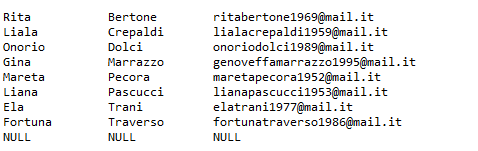 Rita Bertone ritabertone1969@mail.it
Liala Crepaldi lialacrepaldi1959@mail.it
Onorio Dolci onoriodolci1989@mail.it
Gina Marrazzo genoveffamarrazzo1995@mail.it
Mareta Pecora maretapecora1952@mail.it
Liana Pascucci lianapascucci1953@mail.it
Ela Trani elatrani1977@mail.it
Fortuna Traverso fortunatraverso1986@mail.it
NULL NULL NULL